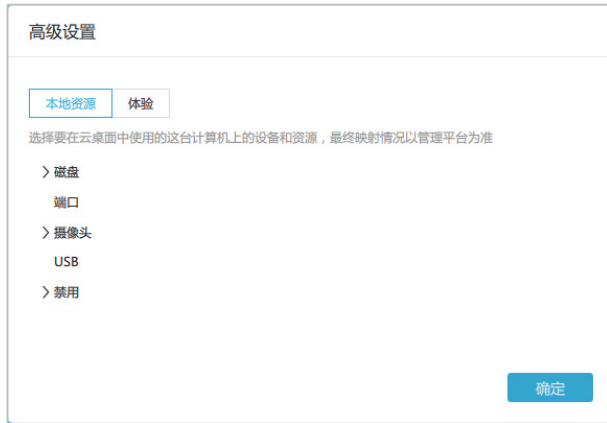 高级设置
本地资源 体验
选择要在云桌面中使用的这台计算机上的设备和资源，最终映射情况以管理平台为准
磁盘
端口
摄像头
USB
禁用
确定